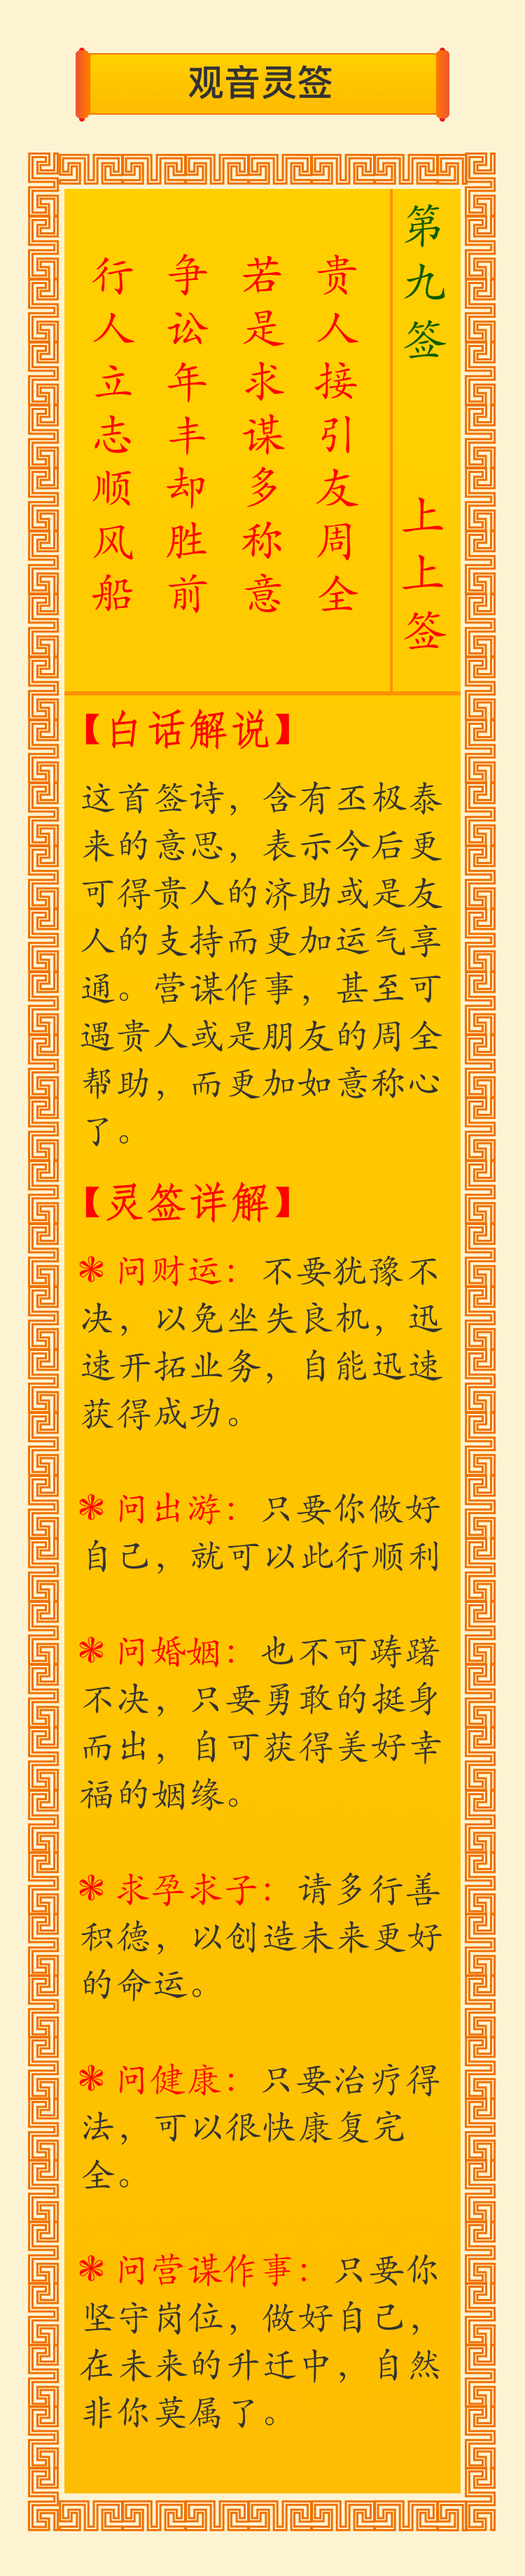 观音灵签
第九签 上上签
贵人接引友周全
若是求谋多称意
争讼年丰却胜前
行人立志顺风船
【白话解说】
这首签诗，含有丕极泰
来的意思，表示今后更
可得贵人的济助或是友
人的支持而更加运气享
通。营谋作事，甚至可
遇贵人或是朋友的周全
帮助，而更加如意称心
了。
【灵签详解】
❃ 问财运：不要犹豫不
决，以免坐失良机，迅
速开拓业务，自能迅速
获得成功。
❃ 问出游：只要你做好
自己，就可以此行顺利
❃ 问婚姻：也不可踌躇
不决，只要勇敢的挺身
而出，自可获得美好幸
福的姻缘。
❃ 求孕求子：请多行善
积德，以创造未来更好
的命运。
❃ 问健康：只要治疗得
法，可以很快康复完
全。
❃ 问营谋作事：只要你
坚守岗位，做好自己，
在未来的升迁中，自然
非你莫属了。